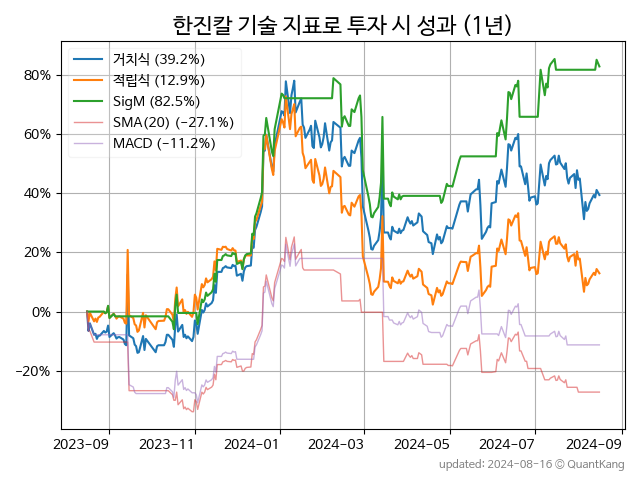 한진칼 기술 지표로 투자 시 성과 (1년)
거치식 (39.2%)
적립식 (12.9%)
SigM (82.5%)
SMA(20) (−27.1%)
MACD (−11.2%)
80%
60%
40%
20%
0%
−20%
2023-09 2023-11 2024-01 2024-03 2024-05 2024-07 2024-09
updated: 2024-08-16 ⓒ QuantKang